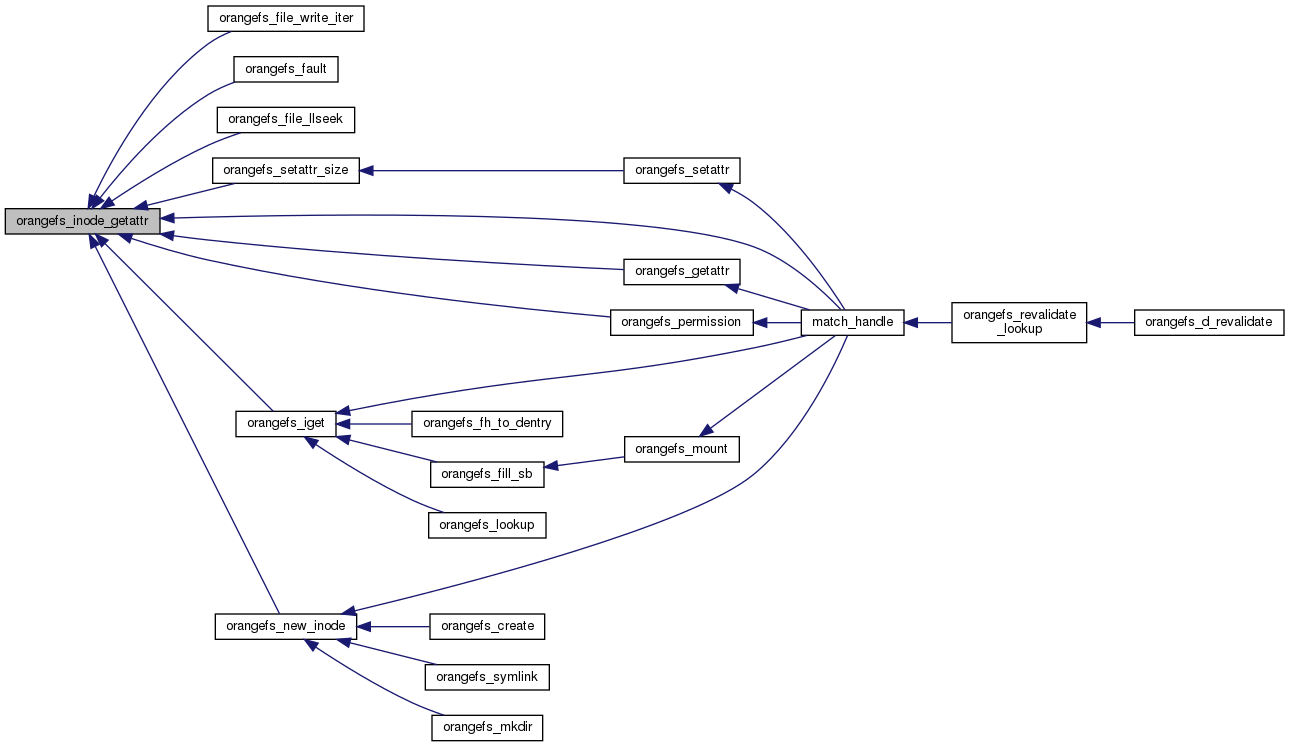 orangefs_file_write_iter
orangefs_fault
orangefs_file_llseek
orangefs_setattr_size
orangefs_setattr
orangefs_inode_getattr
orangefs_getattr
orangefs_permission
match_handle
orangefs_revalidate
_lookup
orangefs_d_revalidate
orangefs_iget
orangefs_fh_to_dentry
orangefs_mount
orangefs_fill_sb
orangefs_lookup
orangefs_new_inode
orangefs_create
orangefs_symlink
orangefs_mkdir